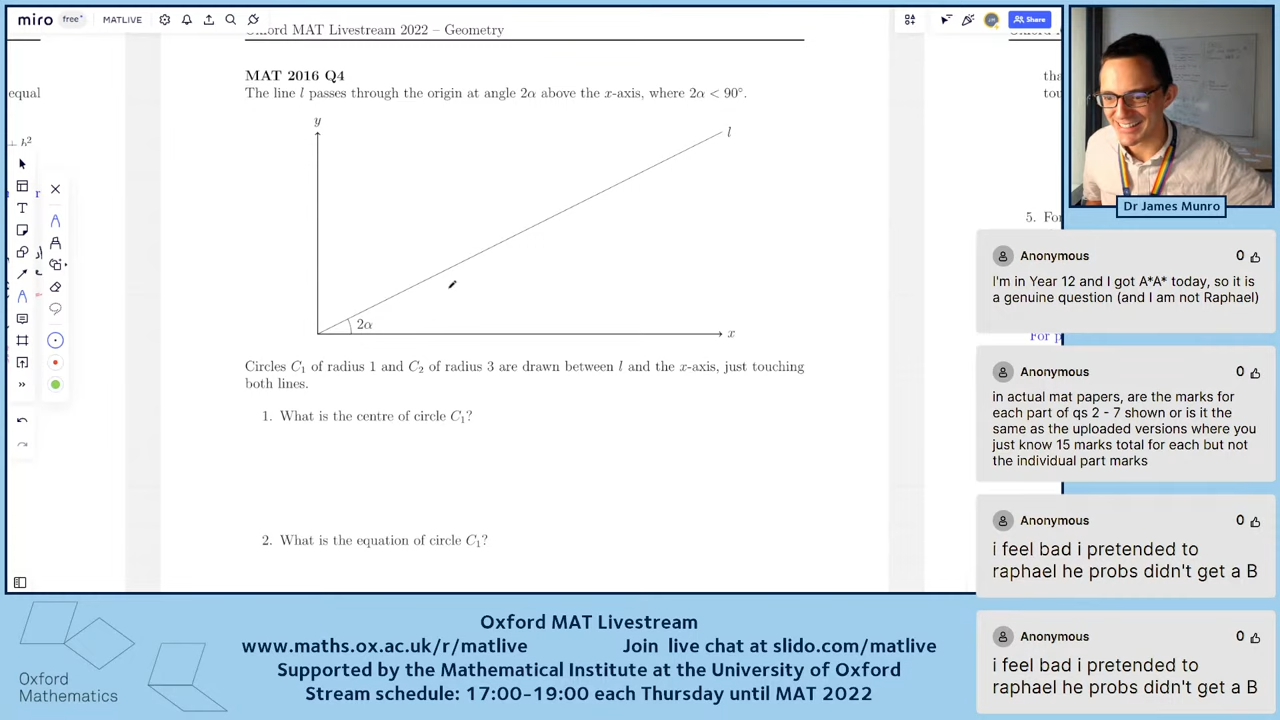 miro free MATLIVE
Share
Oxford MAT Livestream 2022 – Geometry
equal
+ h²
MAT 2016 Q4
The line l passes through the origin at angle 2α above the x-axis, where 2α < 90°.
y
l
2α
x
Circles C₁ of radius 1 and C₂ of radius 3 are drawn between l and the x-axis, just touching
both lines.
1. What is the centre of circle C₁?
2. What is the equation of circle C₁?
tha
tou
5. For
For p
Dr James Munro
Anonymous 0
I'm in Year 12 and I got A*A* today, so it is
a genuine question (and I am not Raphael)
Anonymous 0
in actual mat papers, are the marks for
each part of qs 2 - 7 shown or is it the
same as the uploaded versions where you
just know 15 marks total for each but not
the individual part marks
Anonymous 0
i feel bad i pretended to
raphael he probs didn't get a B
Anonymous 0
i feel bad i pretended to
raphael he probs didn't get a B
Oxford
Mathematics
Oxford MAT Livestream
www.maths.ox.ac.uk/r/matlive Join live chat at slido.com/matlive
Supported by the Mathematical Institute at the University of Oxford
Stream schedule: 17:00-19:00 each Thursday until MAT 2022